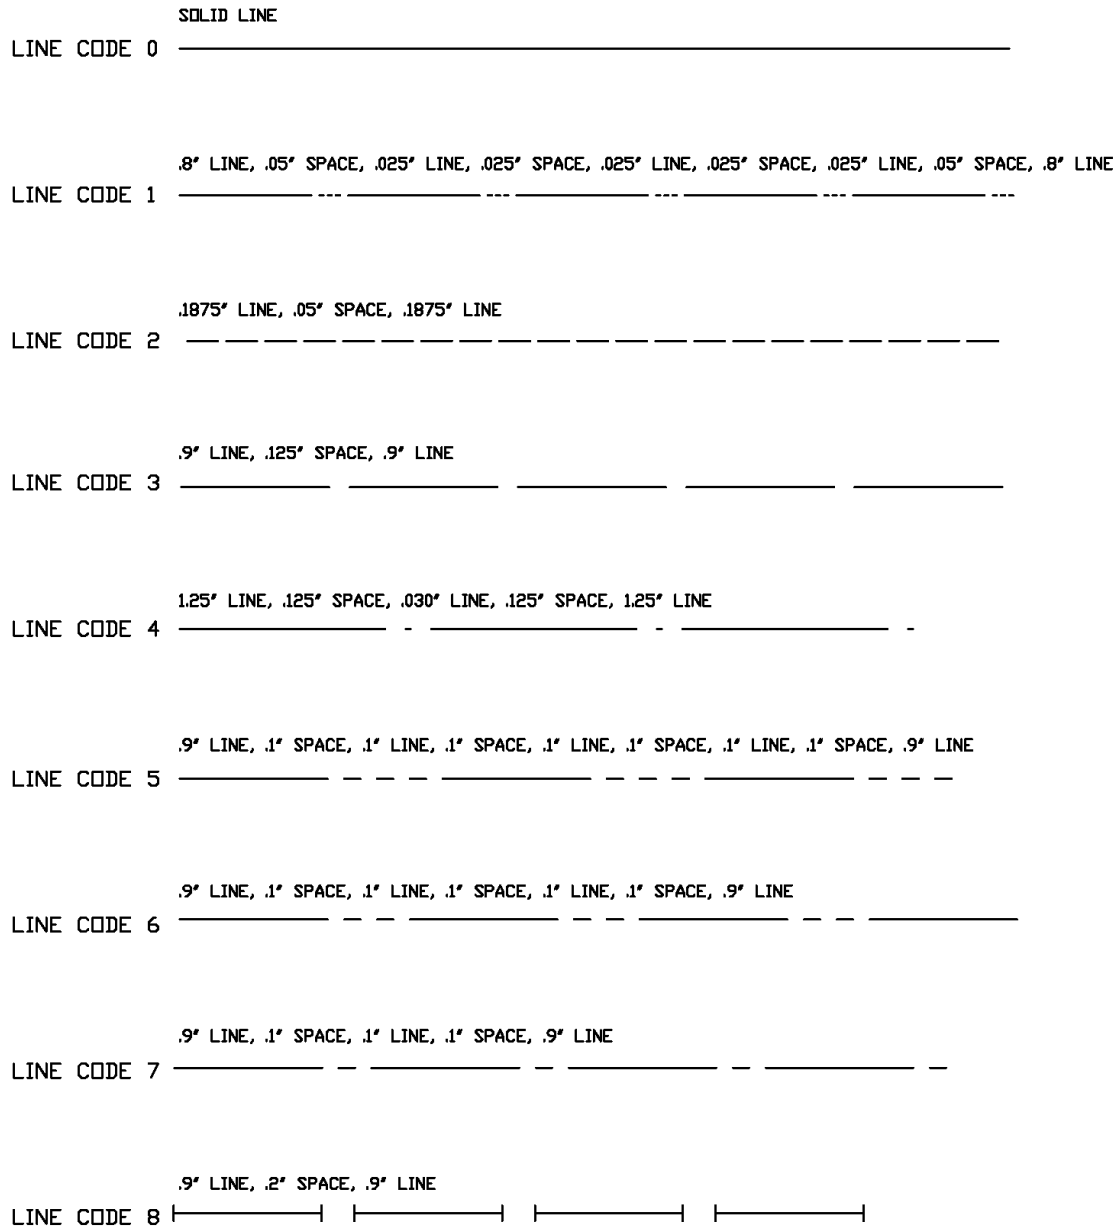 SOLID LINE
LINE CODE 0
.8" LINE, .05" SPACE, .025" LINE, .025" SPACE, .025" LINE, .025" SPACE, .025" LINE, .05" SPACE, .8" LINE
LINE CODE 1
.1875" LINE, .05" SPACE, .1875" LINE
LINE CODE 2
.9" LINE, .125" SPACE, .9" LINE
LINE CODE 3
1.25" LINE, .125" SPACE, .030" LINE, .125" SPACE, 1.25" LINE
LINE CODE 4
.9" LINE, .1" SPACE, .1" LINE, .1" SPACE, .1" LINE, .1" SPACE, .1" LINE, .1" SPACE, .9" LINE
LINE CODE 5
.9" LINE, .1" SPACE, .1" LINE, .1" SPACE, .1" LINE, .1" SPACE, .9" LINE
LINE CODE 6
.9" LINE, .1" SPACE, .1" LINE, .1" SPACE, .9" LINE
LINE CODE 7
.9" LINE, .2" SPACE, .9" LINE
LINE CODE 8